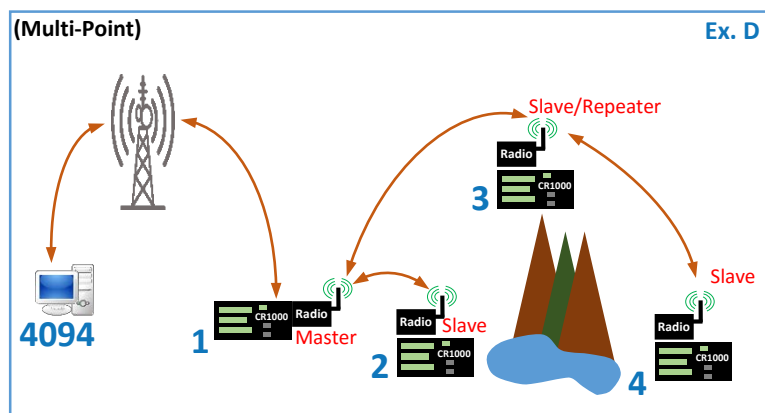 (Multi-Point)
Ex. D
Slave/Repeater
Radio
CR1000
3
Slave
Radio
CR1000
4
4094
1
CR1000
Radio
Master
Radio
Slave
CR1000
2